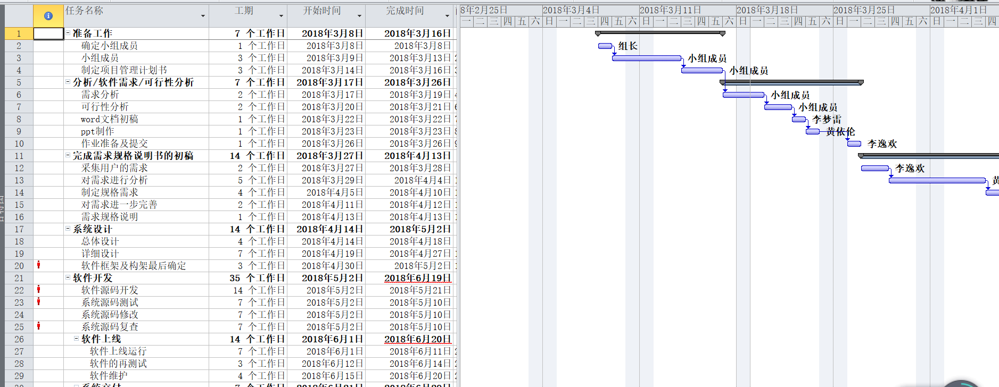 任务名称 工期 开始时间 完成时间
8年2月25日 2018年3月4日 2018年3月11日 2018年3月18日 2018年3月25日 2018年4月1日
一 二 三 四 五 六 日 一 二 三 四 五 六 日 一 二 三 四 五 六 日 一 二 三 四 五 六 日 一 二 三 四 五 六 日 一 二 三 四
1 准备工作 7 个工作日 2018年3月8日 2018年3月16日
2 确定小组成员 1 个工作日 2018年3月8日 2018年3月8日 组长
3 小组成员 3 个工作日 2018年3月9日 2018年3月13日 2 小组成员
4 制定项目管理计划书 3 个工作日 2018年3月14日 2018年3月16日 3 小组成员
5 分析/软件需求/可行性分析 7 个工作日 2018年3月17日 2018年3月26日
6 需求分析 2 个工作日 2018年3月17日 2018年3月19日 4 小组成员
7 可行性分析 2 个工作日 2018年3月20日 2018年3月21日 6 小组成员
8 word文档初稿 1 个工作日 2018年3月22日 2018年3月22日 7 李梦雷
9 ppt制作 1 个工作日 2018年3月23日 2018年3月23日 8 黄依伦
10 作业准备及提交 1 个工作日 2018年3月26日 2018年3月26日 9 李逸欢
11 完成需求规格说明书的初稿 14 个工作日 2018年3月27日 2018年4月13日
12 采集用户的需求 2 个工作日 2018年3月27日 2018年3月28日 李逸欢
13 对需求进行分析 5 个工作日 2018年3月29日 2018年4月4日 1 黄
14 制定规格需求 4 个工作日 2018年4月5日 2018年4月10日 1
15 对需求进一步完善 2 个工作日 2018年4月11日 2018年4月12日 1
16 需求规格说明 1 个工作日 2018年4月13日 2018年4月13日 1
17 系统设计 14 个工作日 2018年4月14日 2018年5月2日
18 总体设计 4 个工作日 2018年4月14日 2018年4月18日
19 详细设计 7 个工作日 2018年4月19日 2018年4月27日 1
20 软件框架及构架最后确定 3 个工作日 2018年4月30日 2018年5月2日 1
21 软件开发 35 个工作日 2018年5月2日 2018年6月19日
22 软件源码开发 14 个工作日 2018年5月2日 2018年5月21日
23 系统源码测试 7 个工作日 2018年5月2日 2018年5月10日
24 系统源码修改 7 个工作日 2018年5月2日 2018年5月10日
25 系统源码复查 7 个工作日 2018年5月2日 2018年5月10日
26 软件上线 14 个工作日 2018年6月1日 2018年6月20日
27 软件上线运行 7 个工作日 2018年6月1日 2018年6月11日 2
28 软件的再测试 3 个工作日 2018年6月12日 2018年6月14日 2
29 软件维护 4 个工作日 2018年6月15日 2018年6月20日 2
30 系统交付 7 个工作日 2018年6月21日 2018年6月29日